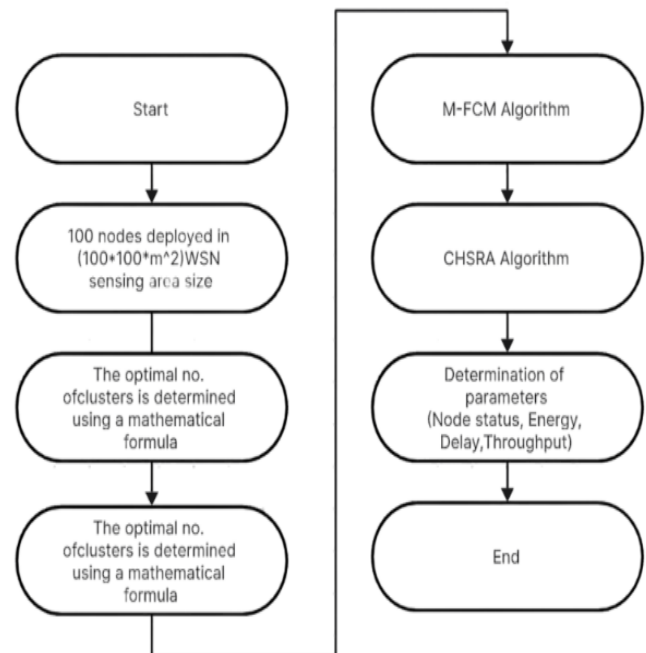 Start
100 nodes deployed in
(100*100*m^2)WSN
sensing area size
The optimal no.
ofclusters is determined
using a mathematical
formula
The optimal no.
ofclusters is determined
using a mathematical
formula
M-FCM Algorithm
CHSRA Algorithm
Determination of
parameters
(Node status, Energy,
Delay,Throughput)
End